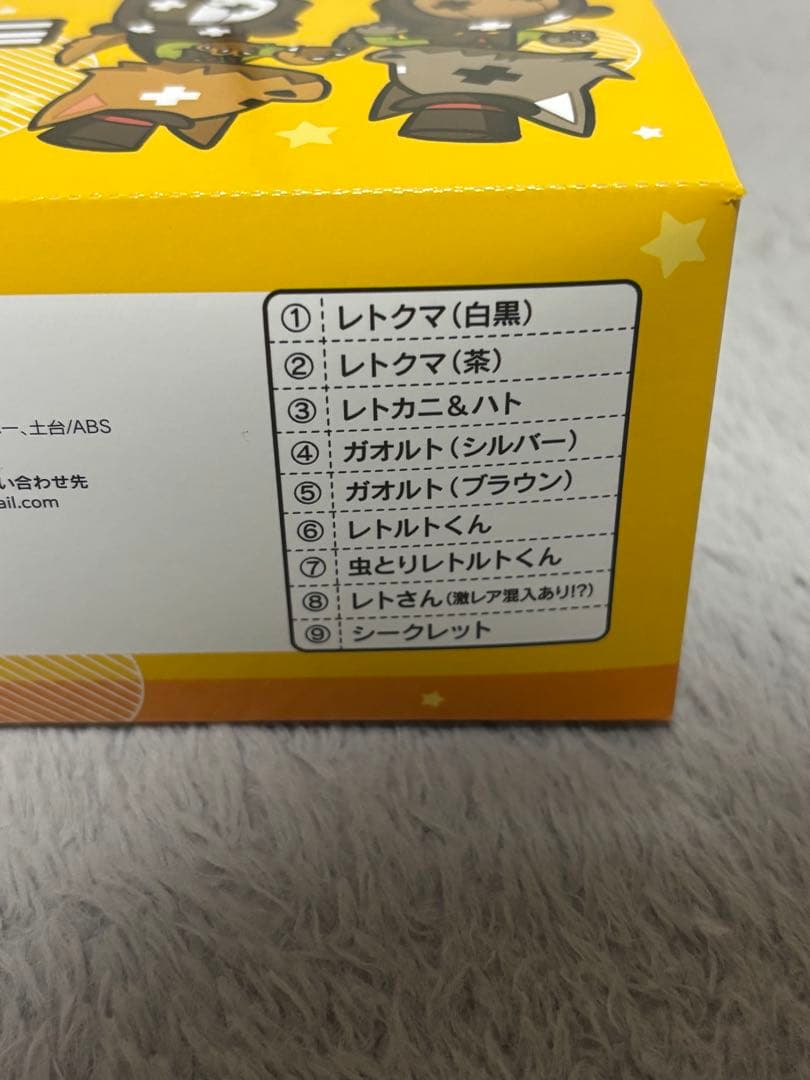 ①レトクマ(白黒)
②レトクマ(茶)
③レトカニ&ハト
④ガオルト(シルバー)
⑤ガオルト(ブラウン)
⑥レトルトくん
⑦虫とりレトルトくん
⑧レトさん(激レア混入あり!?)
⑨シークレット
ー、土台/ABS
い合わせ先
ail.com